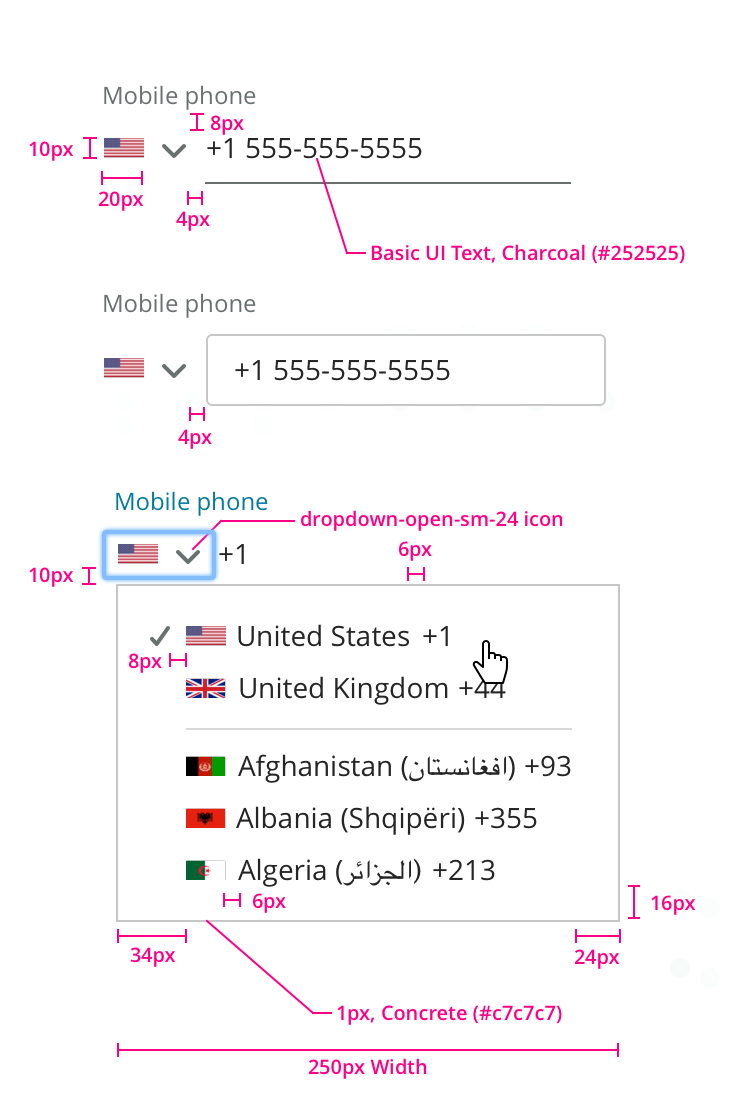 Mobile phone
8px
10px
+1 555-555-5555
20px
4px
Basic UI Text, Charcoal (#252525)
Mobile phone
+1 555-555-5555
4px
Mobile phone
dropdown-open-sm-24 icon
+1
6px
10px
United States +1
8px
United Kingdom +44
Afghanistan (افغانستان) +93
Albania (Shqipëri) +355
Algeria (الجزائر) +213
6px
16px
34px
24px
1px, Concrete (#c7c7c7)
250px Width